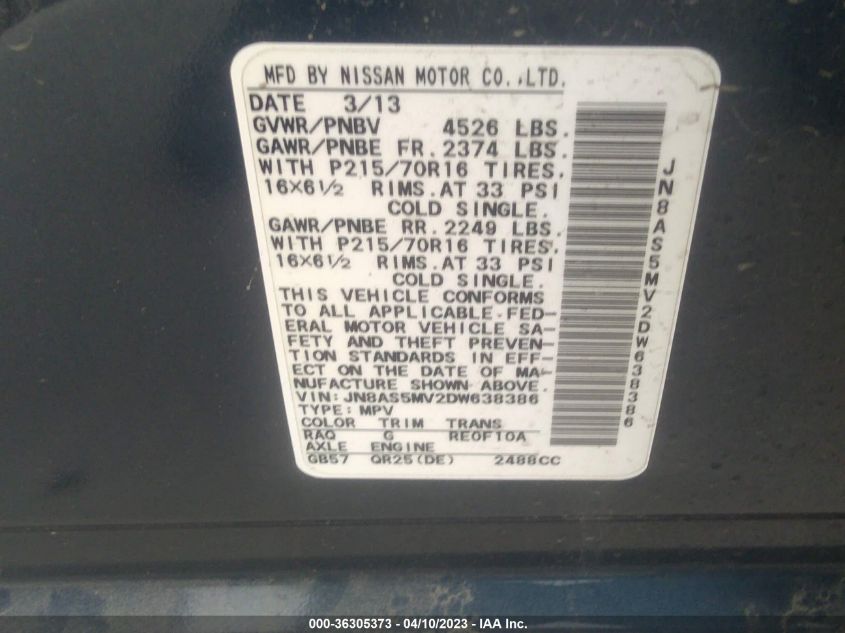 MFD BY NISSAN MOTOR CO.,LTD.
DATE 3/13
GVWR/PNBV 4526 LBS.
GAWR/PNBE FR.2374 LBS.
WITH P215/70R16 TIRES.
16X6½ RIMS.AT 33 PSI
COLD SINGLE.
GAWR/PNBE RR.2249 LBS.
WITH P215/70R16 TIRES.
16X6½ RIMS.AT 33 PSI
COLD SINGLE.
THIS VEHICLE CONFORMS
TO ALL APPLICABLE.FED-
ERAL MOTOR VEHICLE SA-
FETY AND THEFT PREVEN-
TION STANDARDS IN EFF-
ECT ON THE DATE OF MA-
NUFACTURE SHOWN ABOVE.
VIN:JN8AS5MV2DW638386
TYPE:MPV
COLOR TRIM TRANS
RAQ G RE0F10A
AXLE ENGINE
GB57 QR25(DE) 2488CC
JN8AS5MV2DW638386
000-36305373 - 04/10/2023 - IAAI - Copyright IAA, Inc.